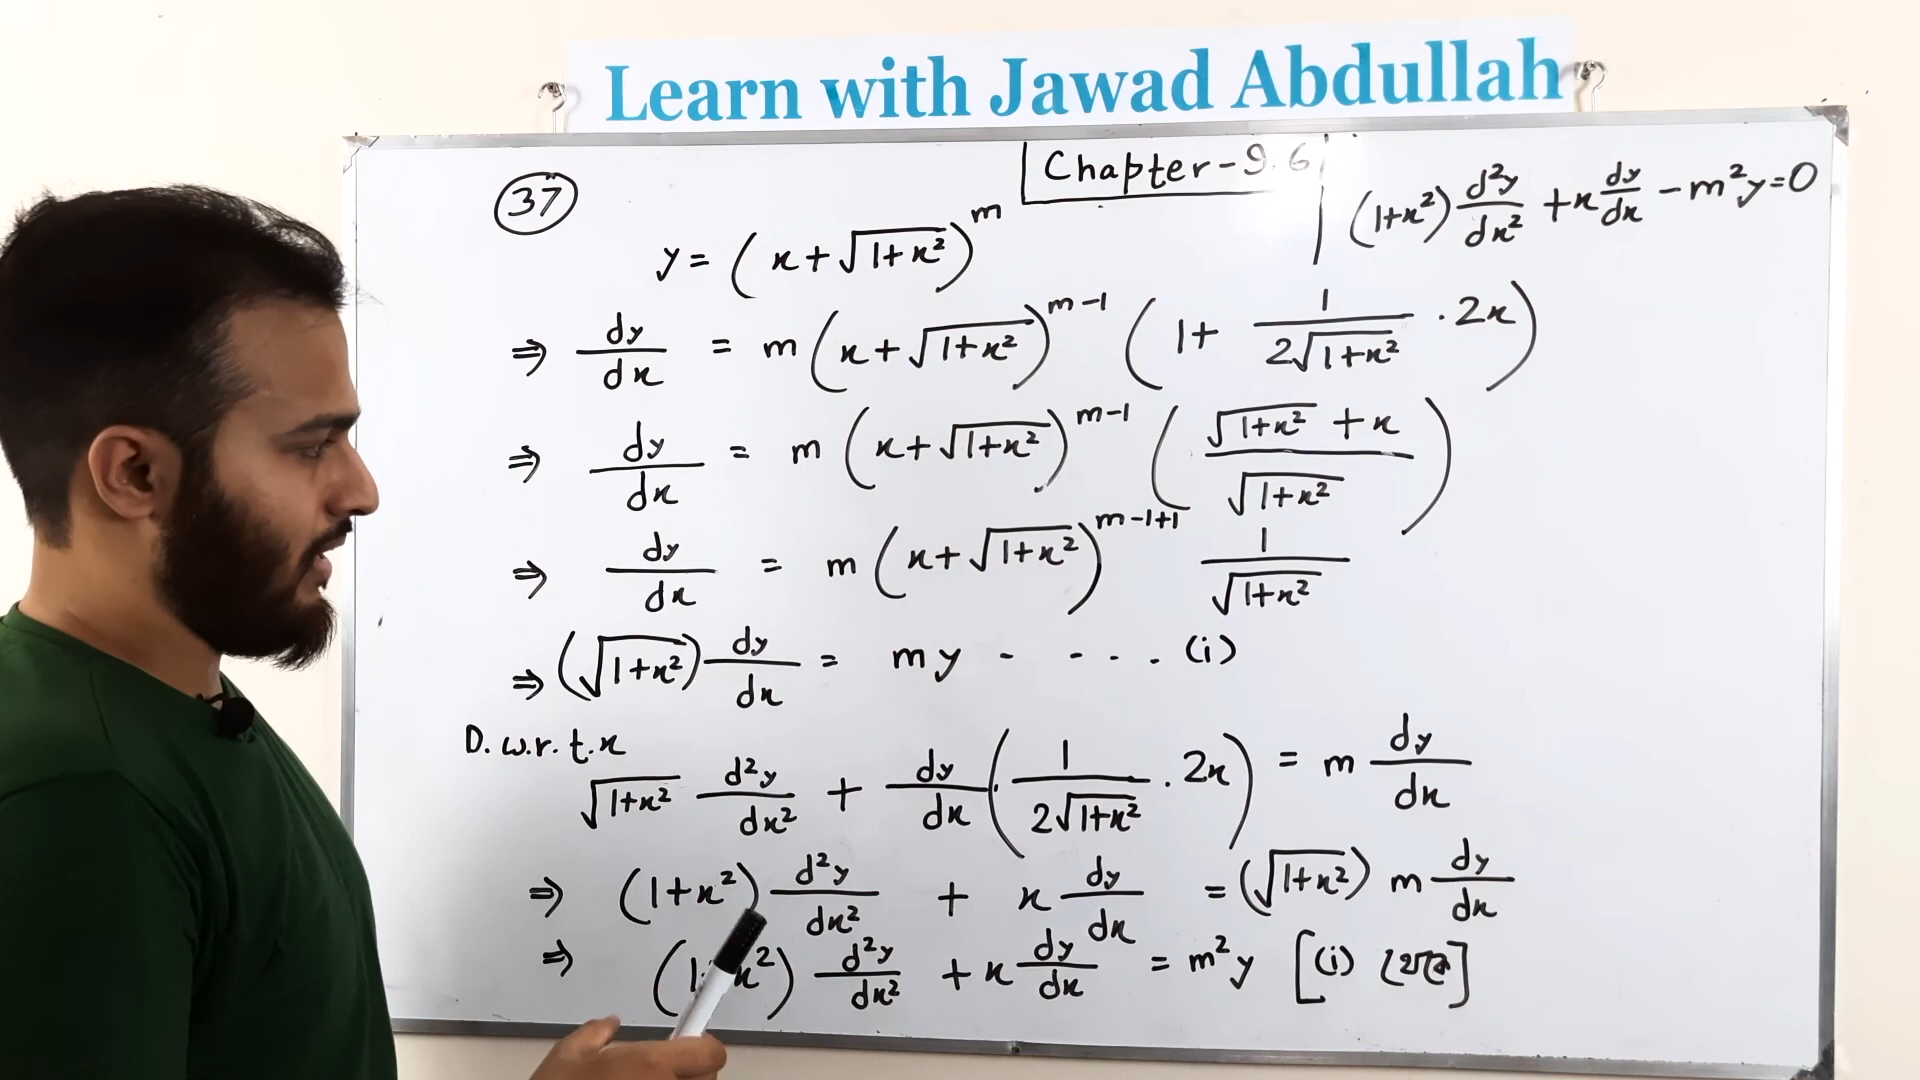 Learn with Jawad Abdullah
Chapter-9.6
37
(1+x²) d²y/dx² + x dy/dx - m²y=0
y = (x+√(1+x²))^m
⇒ dy/dx = m(x+√(1+x²))^(m-1) (1+ 1/(2√(1+x²)) . 2x)
⇒ dy/dx = m(x+√(1+x²))^(m-1) ((√(1+x²) + x)/√(1+x²))
⇒ dy/dx = m(x+√(1+x²))^(m-1+1) 1/√(1+x²)
⇒ (√(1+x²)) dy/dx = my - - . . . (i)
D. w.r.t. x
√(1+x²) d²y/dx² + dy/dx . (1/(2√(1+x²)) . 2x) = m dy/dx
⇒ (1+x²) d²y/dx² + x dy/dx = (√(1+x²)) m dy/dx
⇒ (1+x²) d²y/dx² + x dy/dx = m²y [(i) থেকে]